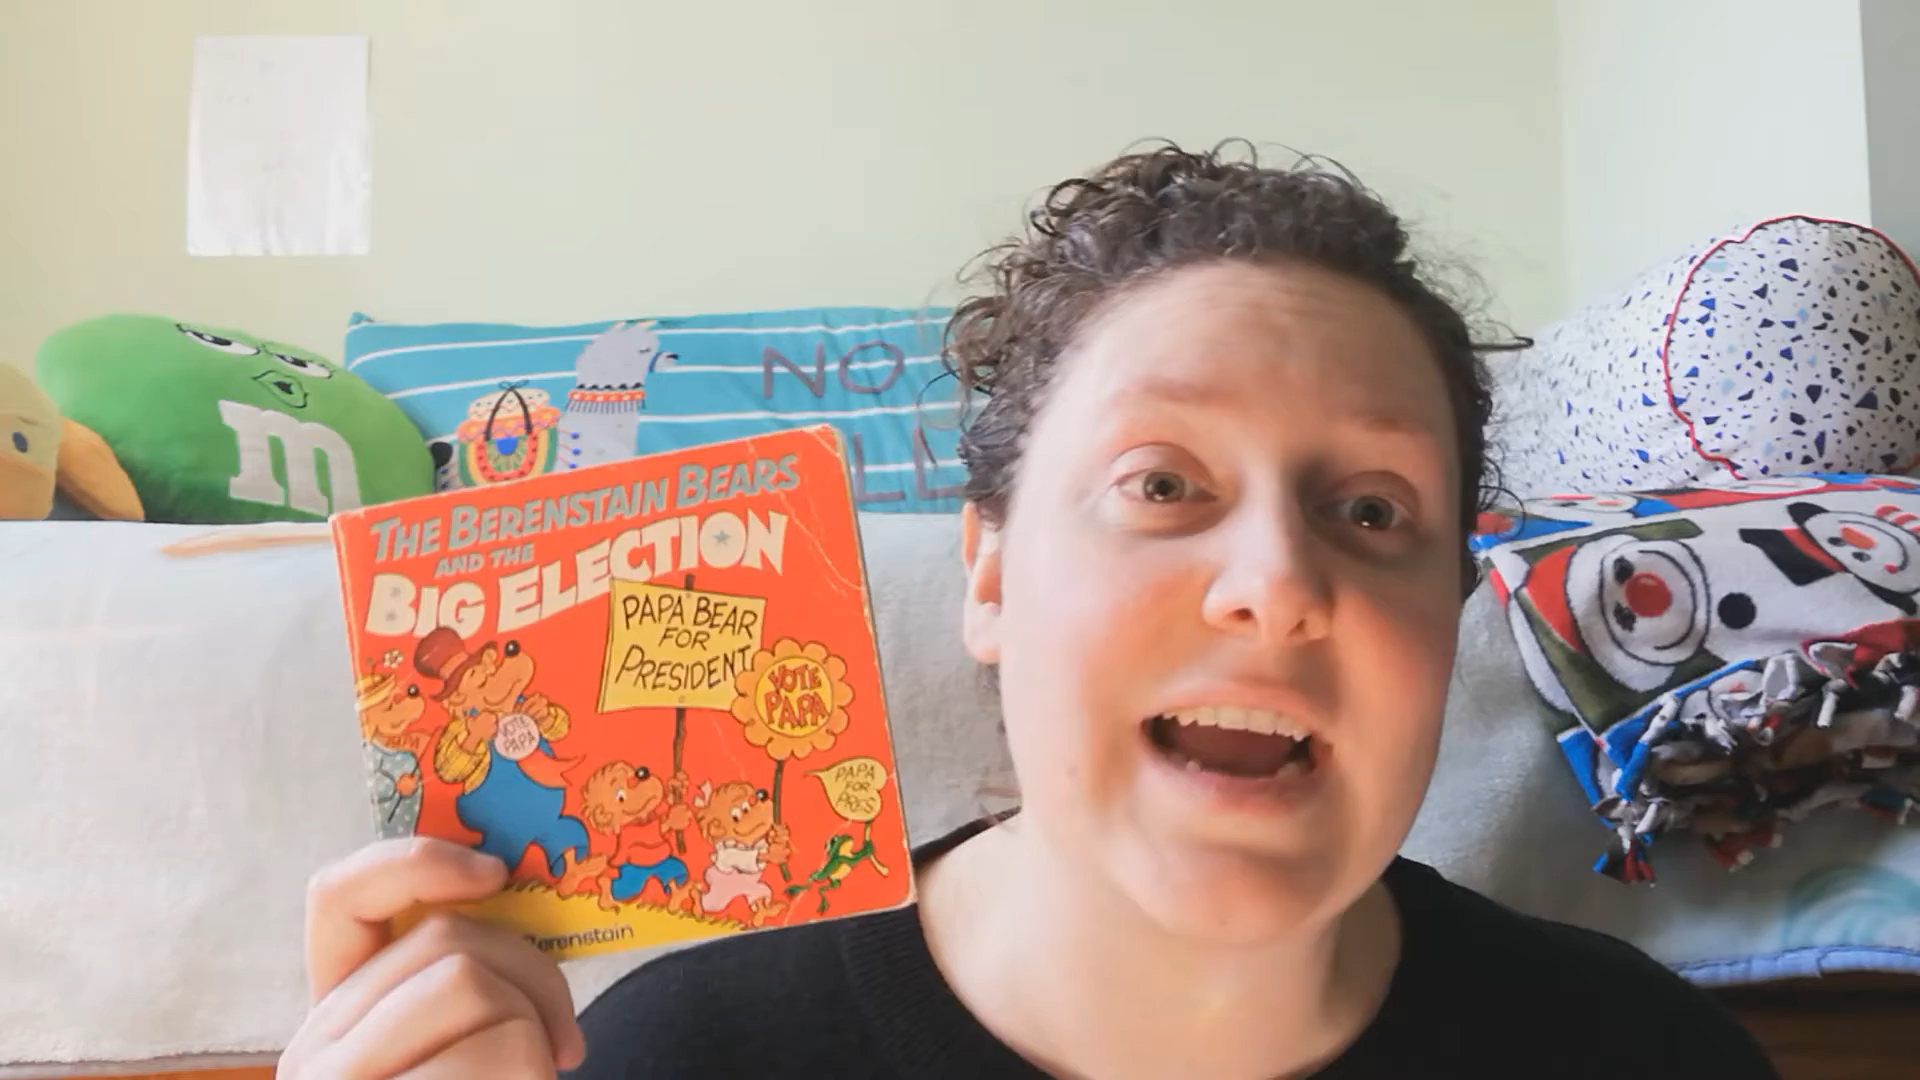 NO
m
THE BERENSTAIN BEARS
AND THE
BIG ELECTION
PAPA BEAR
FOR
PRESIDENT
VOTE
PAPA
VOTE
PAPA
PAPA
FOR
PRES
Berenstain